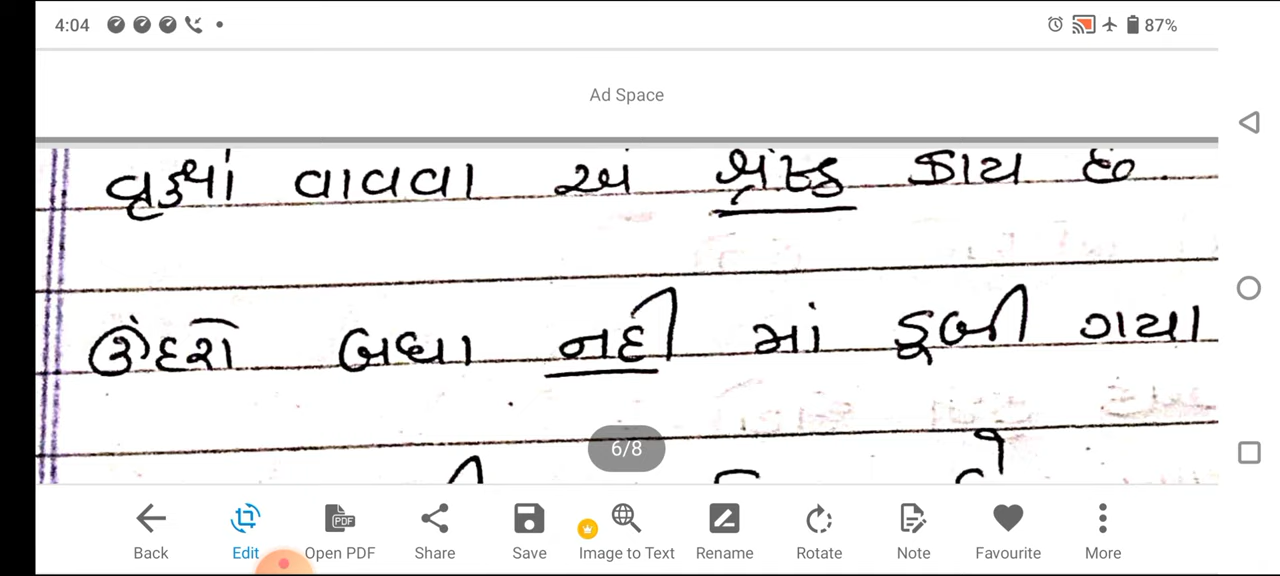 4:04 87%
Ad Space
વૃક્ષો વાવવા એ શ્રેષ્ઠ કાર્ય છે.
ઉંદરો બધા નદી માં ડૂબી ગયા
6/8
Back Edit Open PDF Share Save Image to Text Rename Rotate Note Favourite More